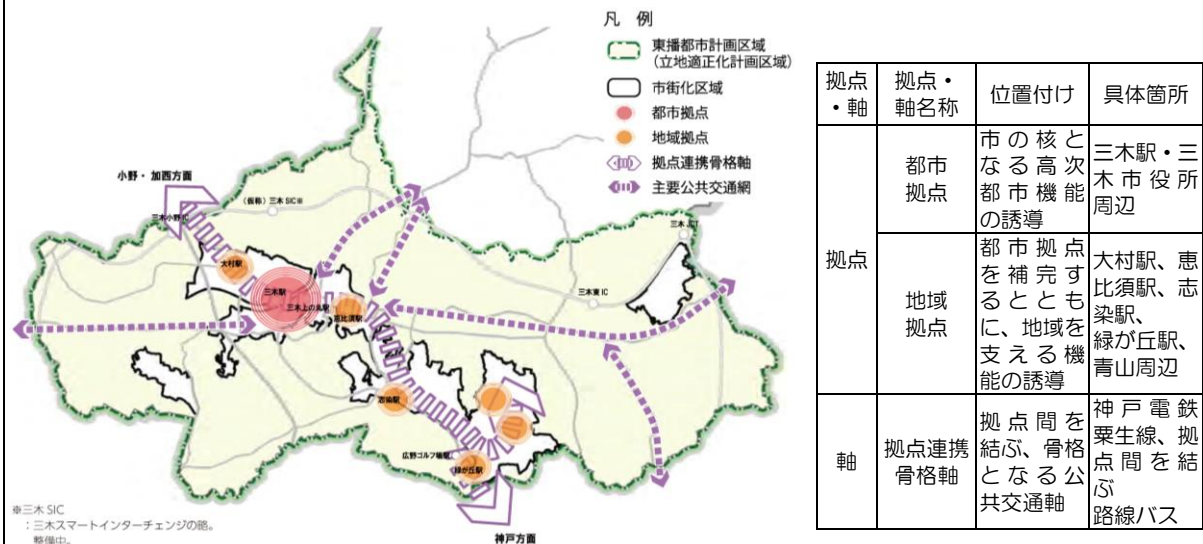 凡 例
東播都市計画区域
(立地適正化計画区域)
市街化区域
都市拠点
地域拠点
拠点連携骨格軸
主要公共交通網
小野・加西方面
(仮称)三木SIC※
三木小野IC
三木JCT
大村駅
三木駅
三木上の丸駅
恵比須駅
三木東IC
志染駅
広野ゴルフ場前駅
緑が丘駅
神戸方面
※三木 SIC
:三木スマートインターチェンジの略。
整備中。
拠点
・軸
拠点・
軸名称
位置付け
具体箇所
拠点
都市
拠点
市の核と
なる高次
都市機能
の誘導
三木駅・三
木市役所
周辺
地域
拠点
都市拠点
を補完す
るととも
に、地域を
支える機
能の誘導
大村駅、恵
比須駅、志
染駅、
緑が丘駅、
青山周辺
軸
拠点連携
骨格軸
拠点間を
結ぶ、骨格
となる公
共交通軸
神戸電鉄
粟生線、拠
点間を結
ぶ
路線バス